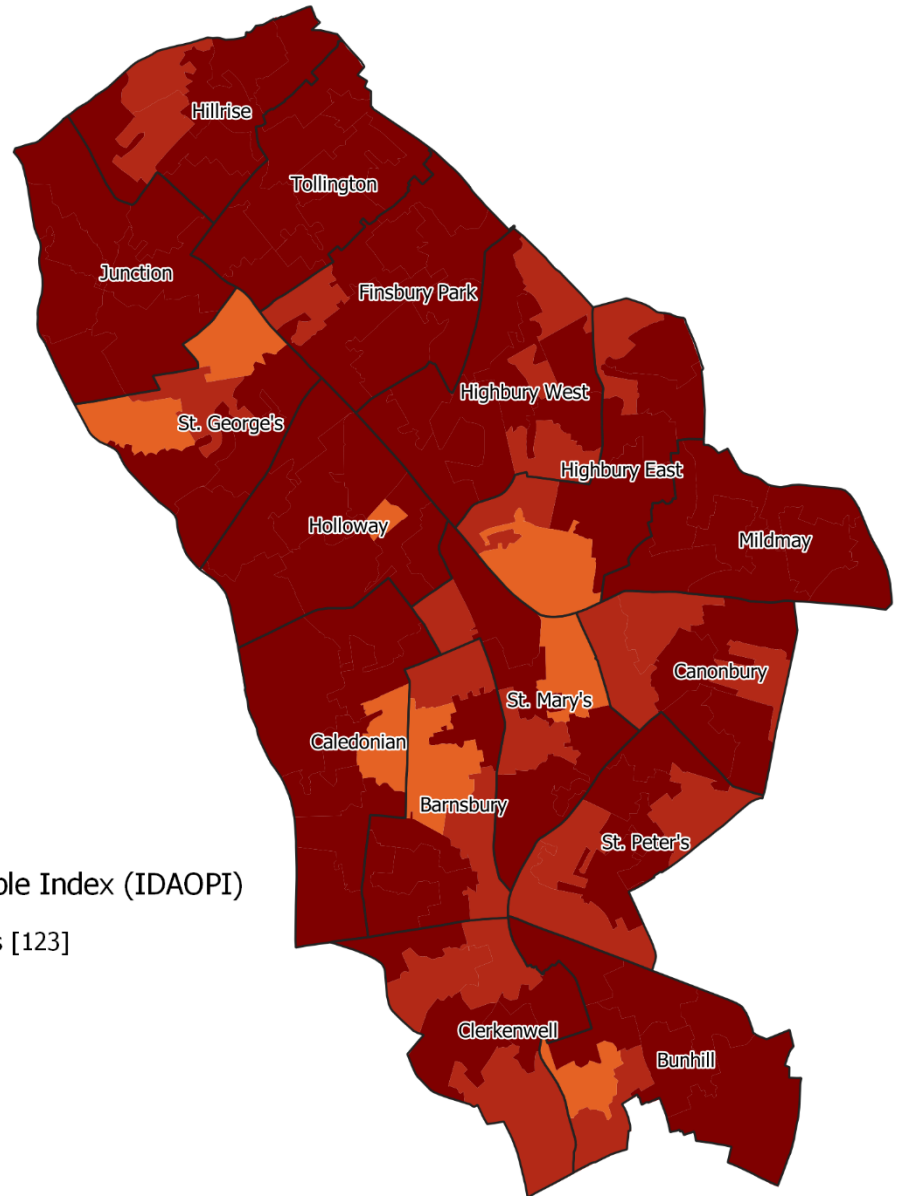 Hillrise
Tollington
Junction
Finsbury Park
Highbury West
St. George's
Highbury East
Holloway
Mildmay
Canonbury
St. Mary's
Caledonian
Barnsbury
St. Peter's
Index (IDAOPI)
[123]
Clerkenwell
Bunhill